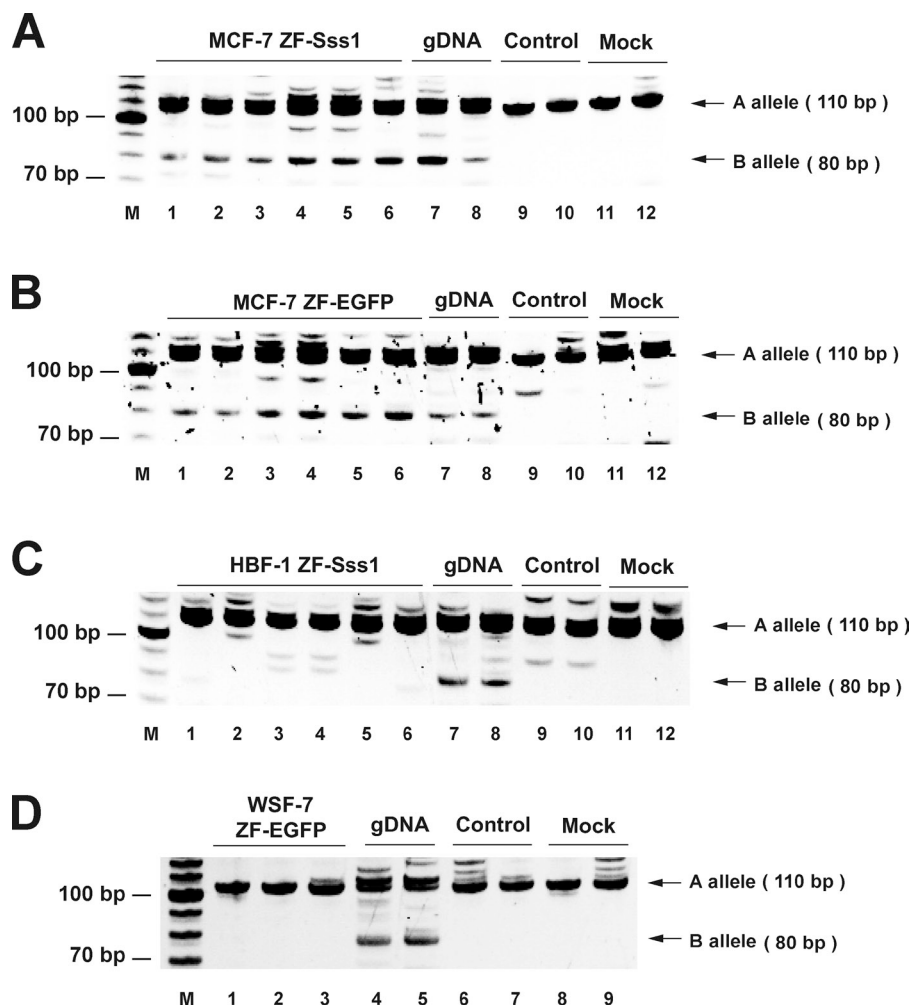 A
MCF-7 ZF-Sss1 gDNA Control Mock
100 bp
A allele ( 110 bp )
70 bp
B allele ( 80 bp )
M 1 2 3 4 5 6 7 8 9 10 11 12
B
MCF-7 ZF-EGFP gDNA Control Mock
100 bp
A allele ( 110 bp )
70 bp
B allele ( 80 bp )
M 1 2 3 4 5 6 7 8 9 10 11 12
C
HBF-1 ZF-Sss1 gDNA Control Mock
100 bp
A allele ( 110 bp )
70 bp
B allele ( 80 bp )
M 1 2 3 4 5 6 7 8 9 10 11 12
D
WSF-7
ZF-EGFP gDNA Control Mock
100 bp
A allele ( 110 bp )
70 bp
B allele ( 80 bp )
M 1 2 3 4 5 6 7 8 9